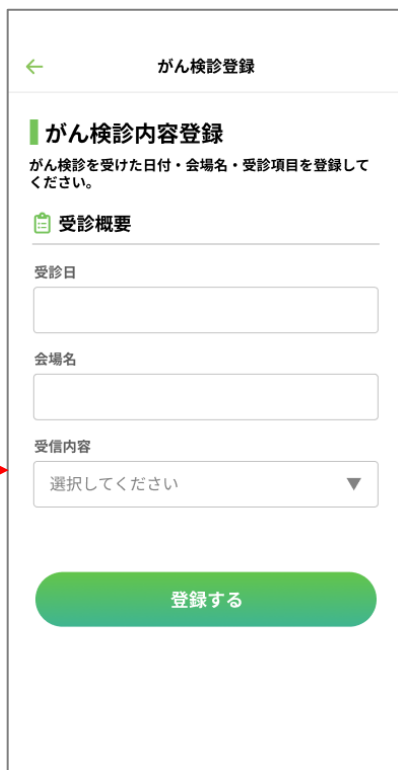 がん検診登録
がん検診内容登録
がん検診を受けた日付・会場名・受診項目を登録して
ください。
受診概要
受診日
会場名
受信内容
選択してください
登録する